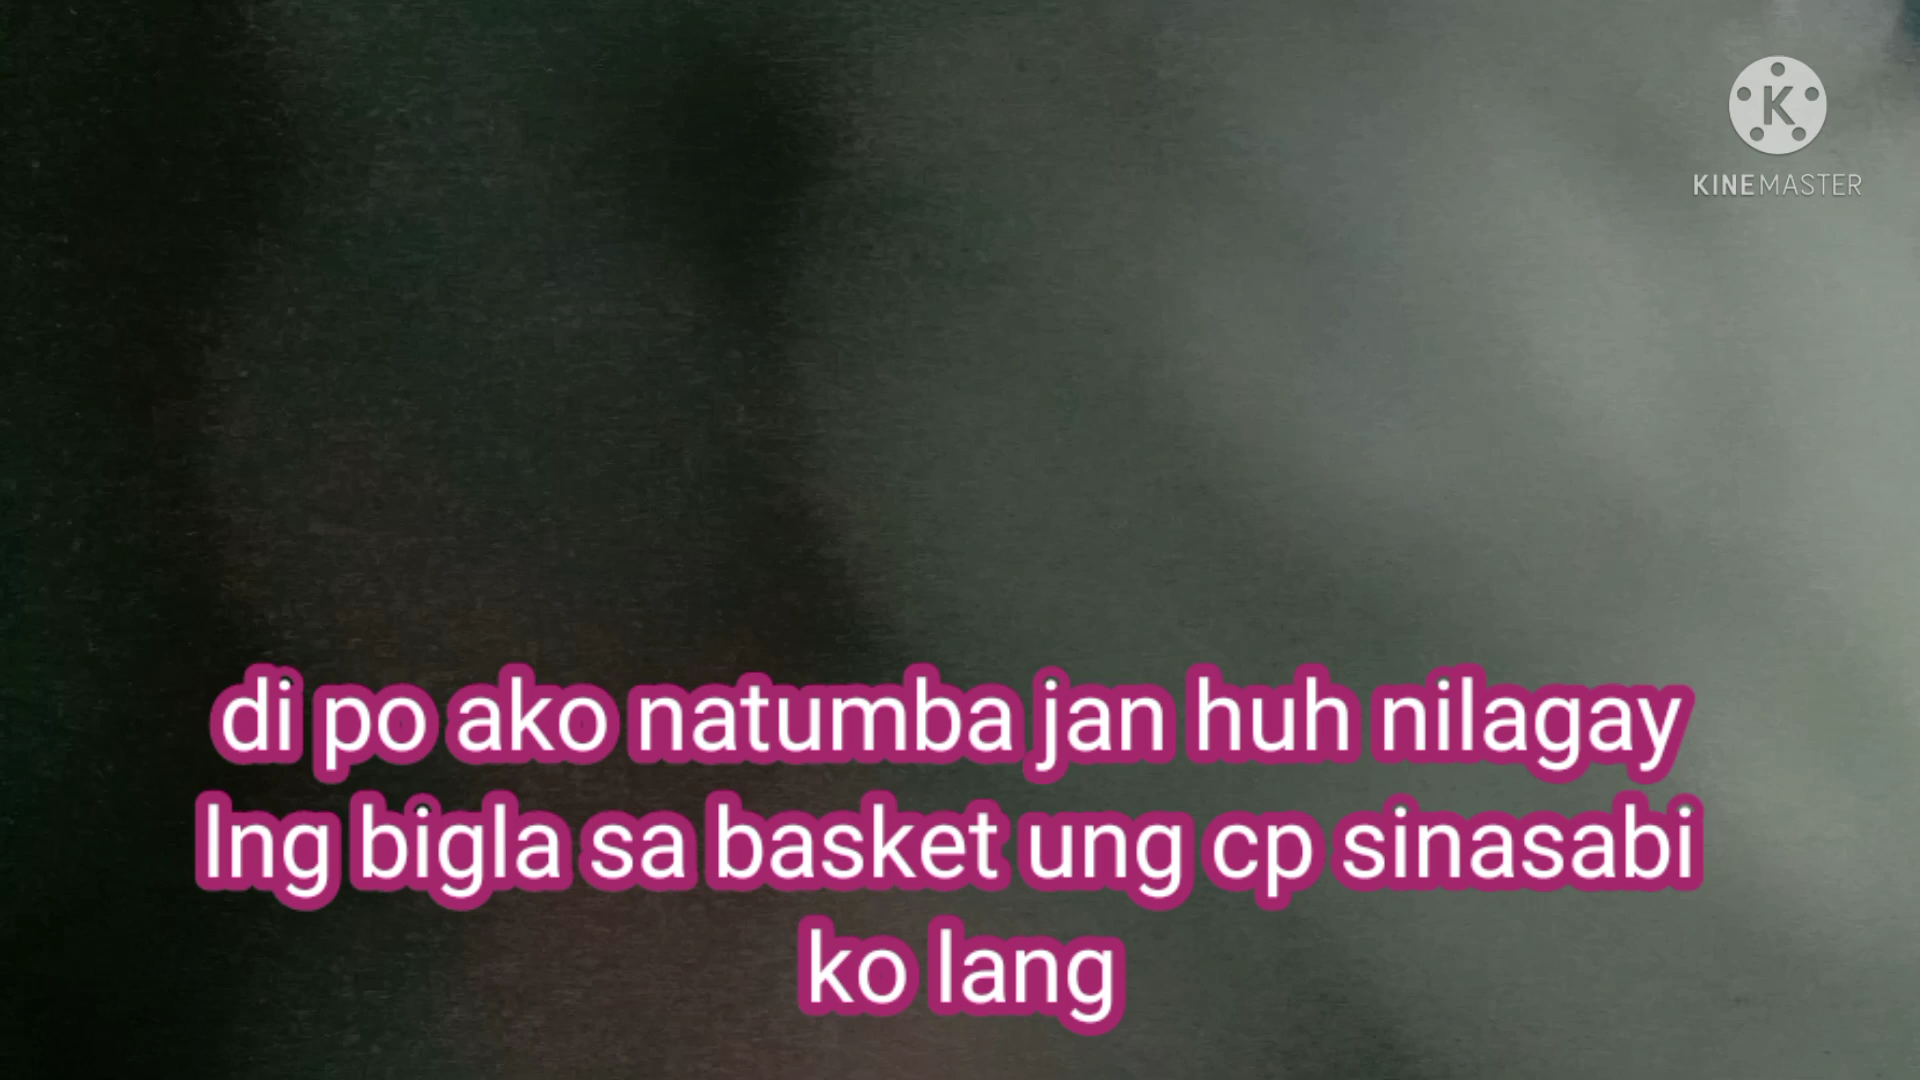 K
KINEMASTER
di po ako natumba jan huh nilagay
lng bigla sa basket ung cp sinasabi
ko lang